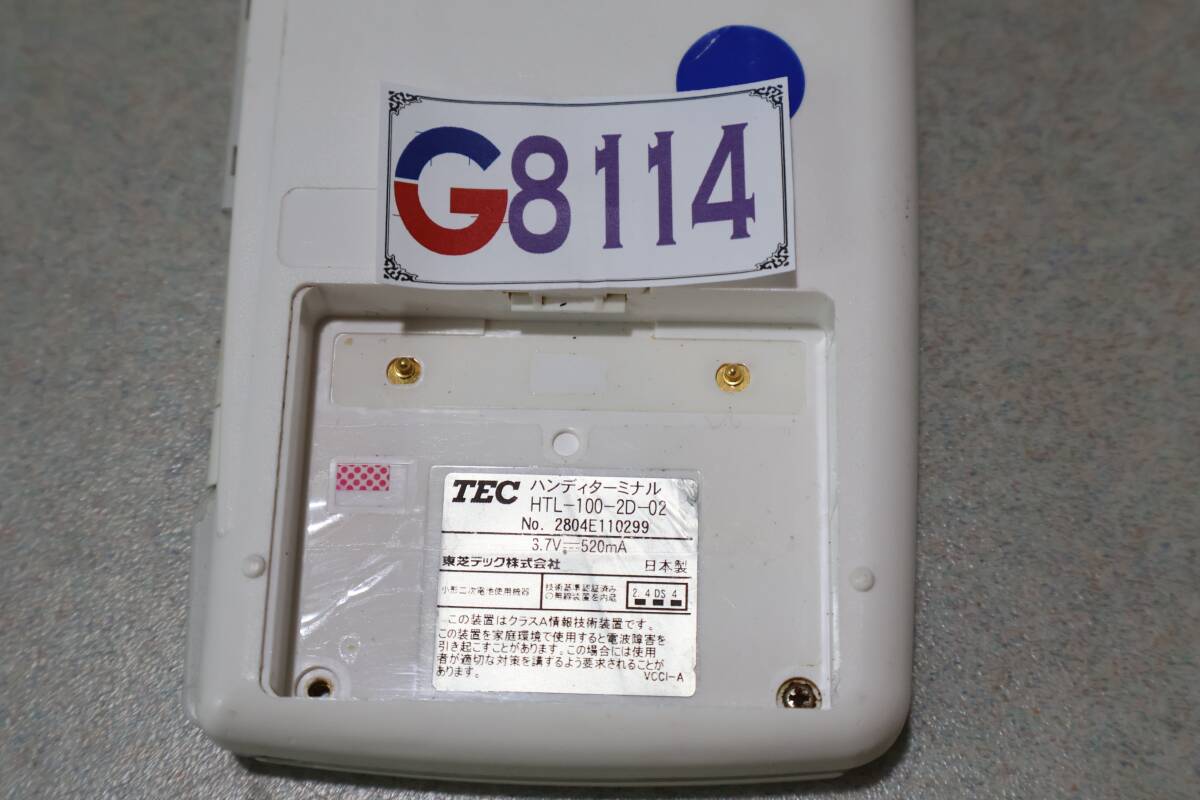 G8114
TEC ハンディターミナル
HTL-100-2D-02
No. 2804E110299
3.7V⎓520mA
東芝テック株式会社 日本製
小形二次電池使用機器
技術基準認証済み
の無線装置を内蔵
2.4DS4
この装置はクラスA情報技術装置です。
この装置を家庭環境で使用すると電波障害を
引き起こすことがあります。この場合には使用
者が適切な対策を講ずるよう要求されることが
あります。
VCCI-A